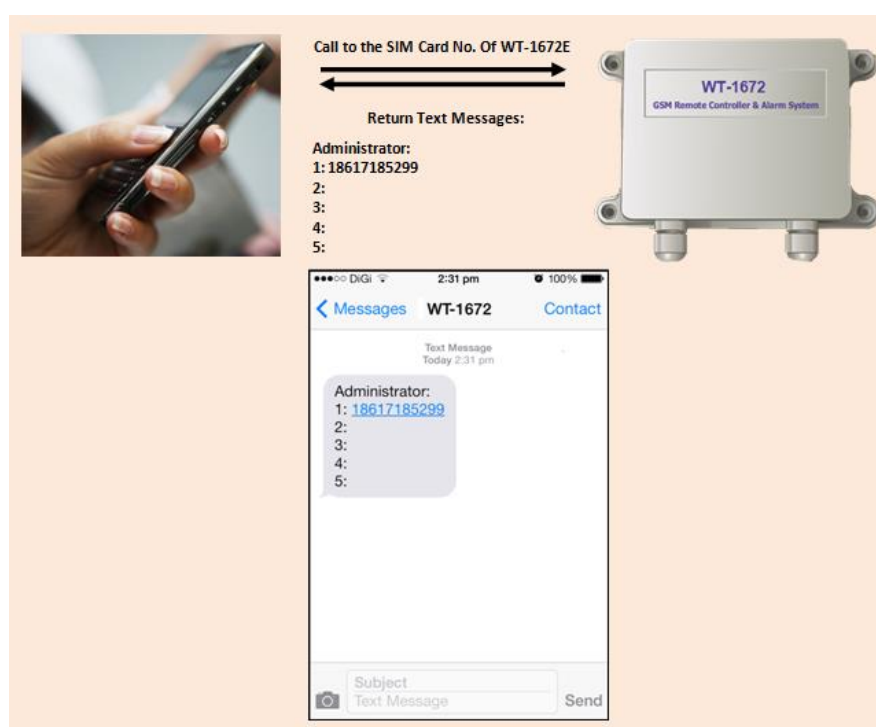 Call to the SIM Card No. Of WT-1672E
Return Text Messages:
Administrator:
1: 18617185299
2:
3:
4:
5:
WT-1672
GSM Remote Controller & Alarm System
DiGi 2:31 pm 100%
Messages WT-1672 Contact
Text Message
Today 2:31 pm
Administrator:
1: 18617185299
2:
3:
4:
5:
Subject
Text Message Send